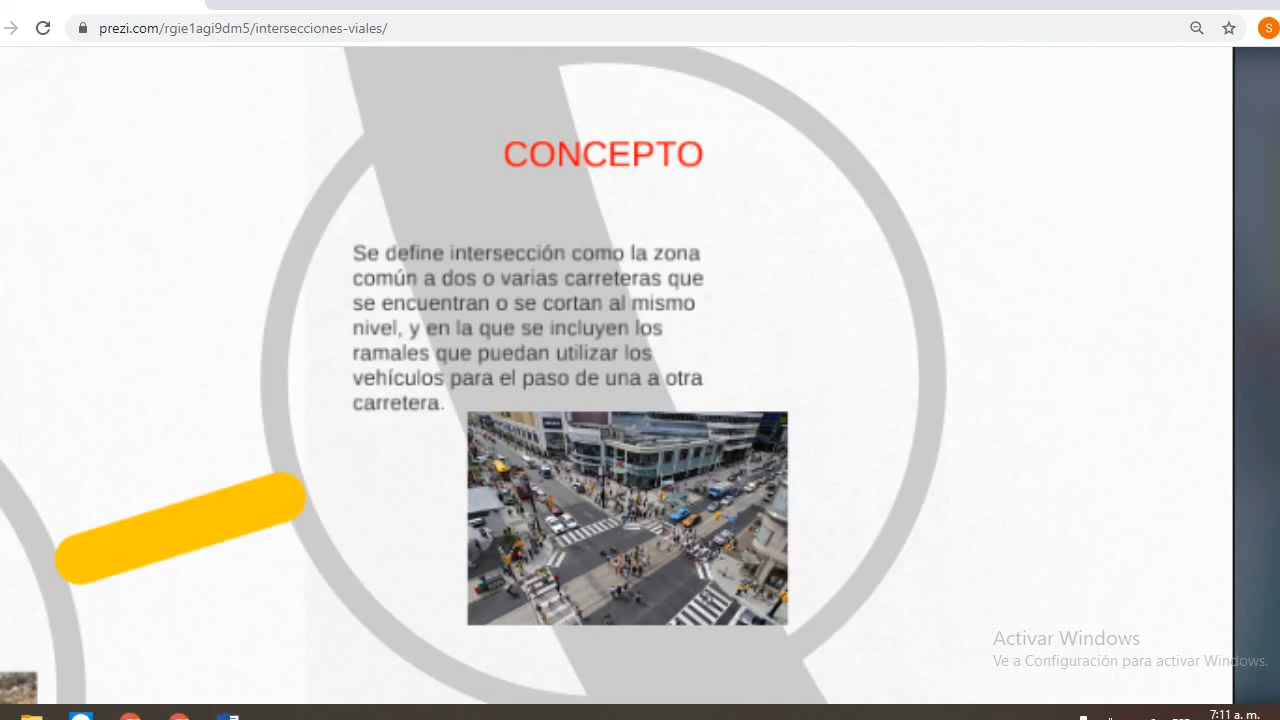 prezi.com/rgie1agi9dm5/intersecciones-viales/
S
CONCEPTO
Se define intersección como la zona
común a dos o varias carreteras que
se encuentran o se cortan al mismo
nivel, y en la que se incluyen los
ramales que puedan utilizar los
vehículos para el paso de una a otra
carretera.
Activar Windows
Ve a Configuración para activar Windows.
7:11 a. m.